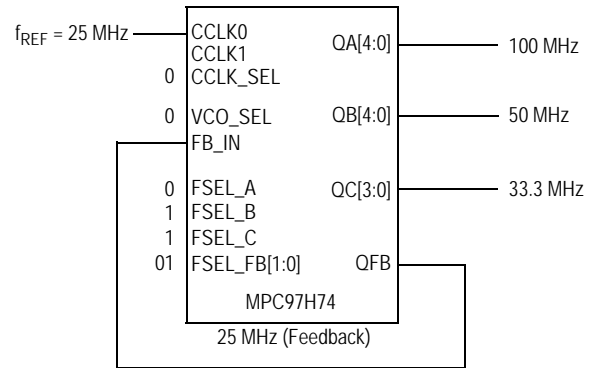 f_REF = 25 MHz
CCLK0
CCLK1
0 CCLK_SEL
0 VCO_SEL
FB_IN
0 FSEL_A
1 FSEL_B
1 FSEL_C
01 FSEL_FB[1:0]
QA[4:0] 100 MHz
QB[4:0] 50 MHz
QC[3:0] 33.3 MHz
QFB
MPC97H74
25 MHz (Feedback)